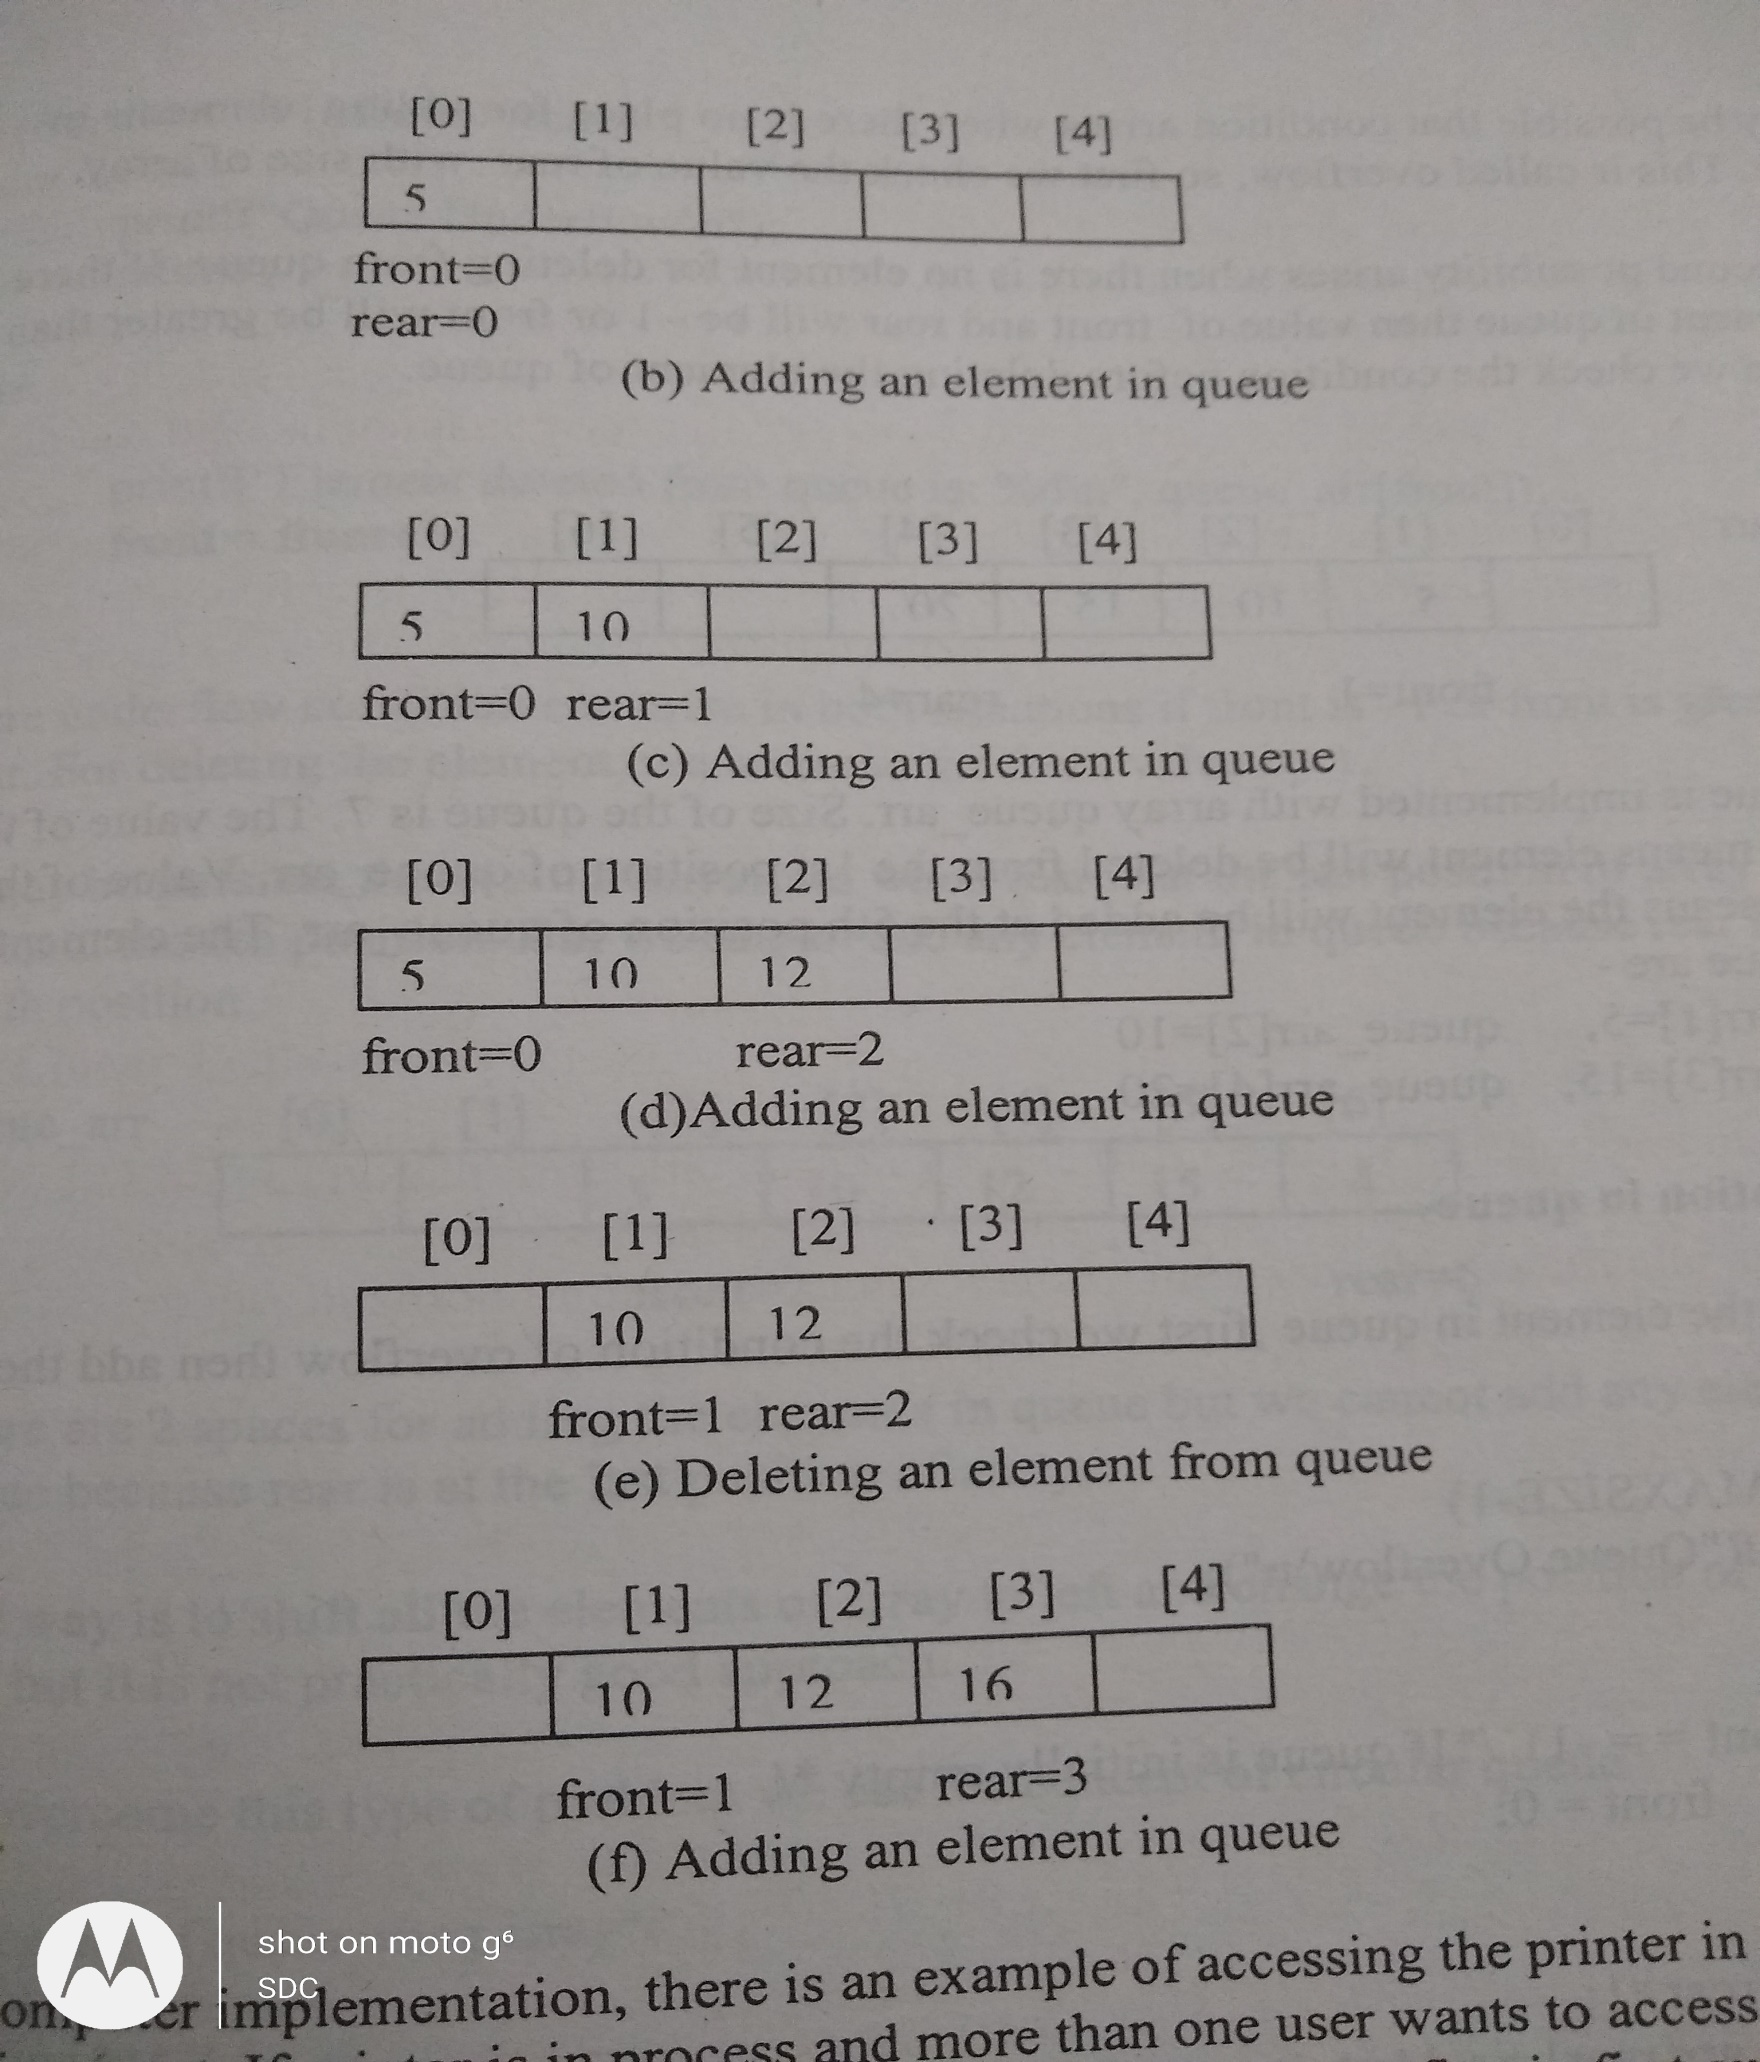 [0] [1] [2] [3] [4]
5
front=0
rear=0
(b) Adding an element in queue
[0] [1] [2] [3] [4]
5 10
front=0 rear=1
(c) Adding an element in queue
[0] [1] [2] [3] [4]
5 10 12
front=0 rear=2
(d)Adding an element in queue
[0] [1] [2] [3] [4]
10 12
front=1 rear=2
(e) Deleting an element from queue
[0] [1] [2] [3] [4]
10 12 16
front=1 rear=3
(f) Adding an element in queue
shot on moto g⁶
SDC
implementation, there is an example of accessing the printer in
in process and more than one user wants to access